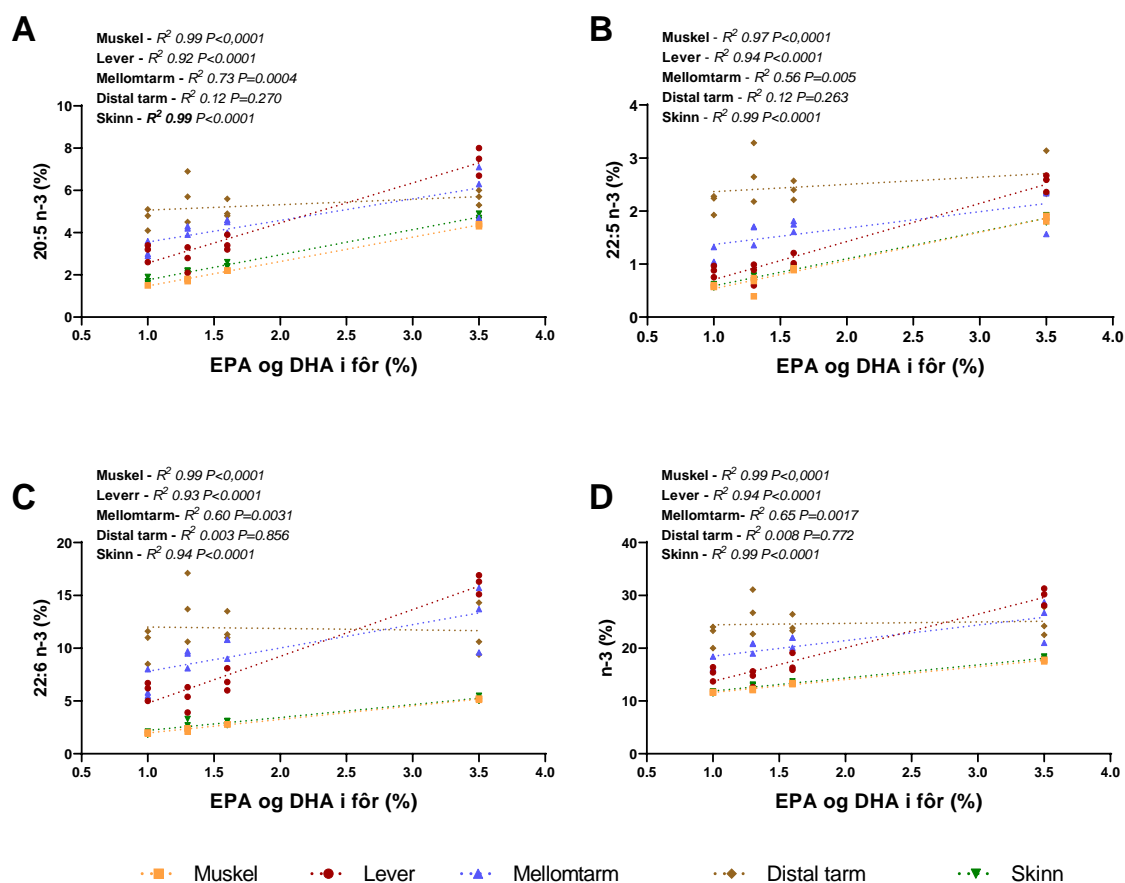 A
Muskel - R² 0.99 P<0,0001
Lever - R² 0.92 P<0.0001
Mellomtarm - R² 0.73 P=0.0004
Distal tarm - R² 0.12 P=0.270
Skinn - R² 0.99 P<0.0001
20:5 n-3 (%)
10
8
6
4
2
0
0.5 1.0 1.5 2.0 2.5 3.0 3.5 4.0
EPA og DHA i fôr (%)
B
Muskel - R² 0.97 P<0,0001
Lever - R² 0.94 P<0.0001
Mellomtarm - R² 0.56 P=0.005
Distal tarm - R² 0.12 P=0.263
Skinn - R² 0.99 P<0.0001
22:5 n-3 (%)
4
3
2
1
0
0.5 1.0 1.5 2.0 2.5 3.0 3.5 4.0
EPA og DHA i fôr (%)
C
Muskel - R² 0.99 P<0,0001
Leverr - R² 0.93 P<0.0001
Mellomtarm- R² 0.60 P=0.0031
Distal tarm - R² 0.003 P=0.856
Skinn - R² 0.94 P<0.0001
22:6 n-3 (%)
20
15
10
5
0
0.5 1.0 1.5 2.0 2.5 3.0 3.5 4.0
EPA og DHA i fôr (%)
D
Muskel - R² 0.99 P<0,0001
Lever - R² 0.94 P<0.0001
Mellomtarm- R² 0.65 P=0.0017
Distal tarm - R² 0.008 P=0.772
Skinn - R² 0.99 P<0.0001
n-3 (%)
40
30
20
10
0
0.5 1.0 1.5 2.0 2.5 3.0 3.5 4.0
EPA og DHA i fôr (%)
Muskel Lever Mellomtarm Distal tarm Skinn